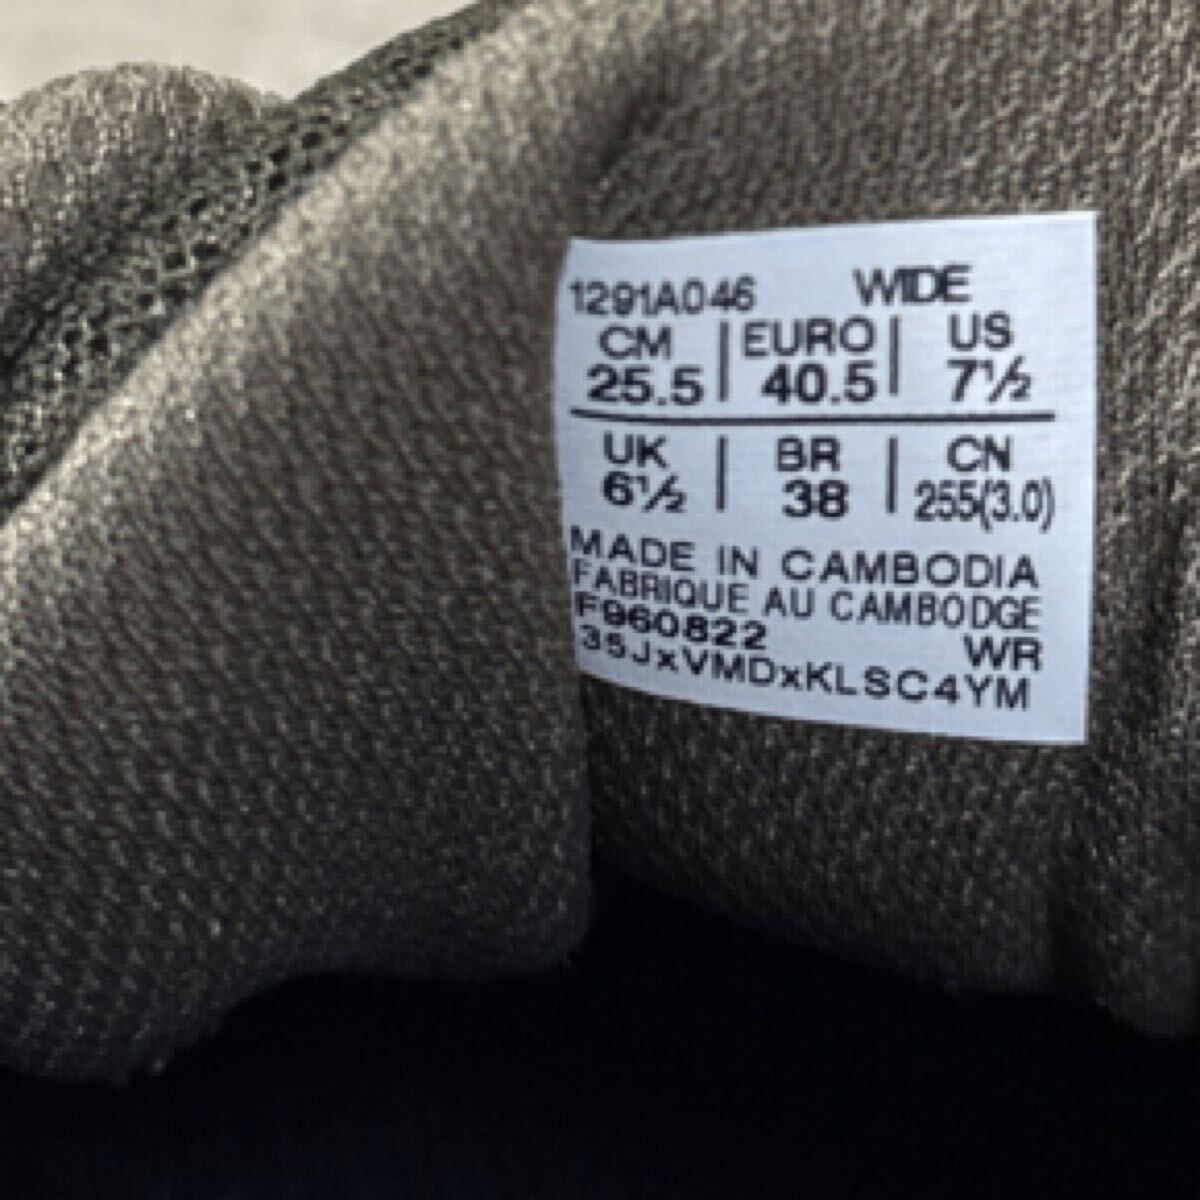 1291A046 WIDE
CM | EURO | US
25.5 | 40.5 | 7½
UK | BR | CN
6½ | 38 | 255(3.0)
MADE IN CAMBODIA
FABRIQUE AU CAMBODGE
F960822 WR
35JxVMDxKLSC4YM